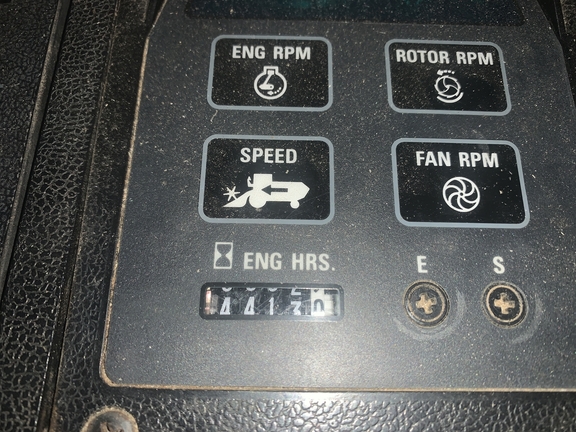 ENG RPM
ROTOR RPM
SPEED
FAN RPM
ENG HRS.
E S